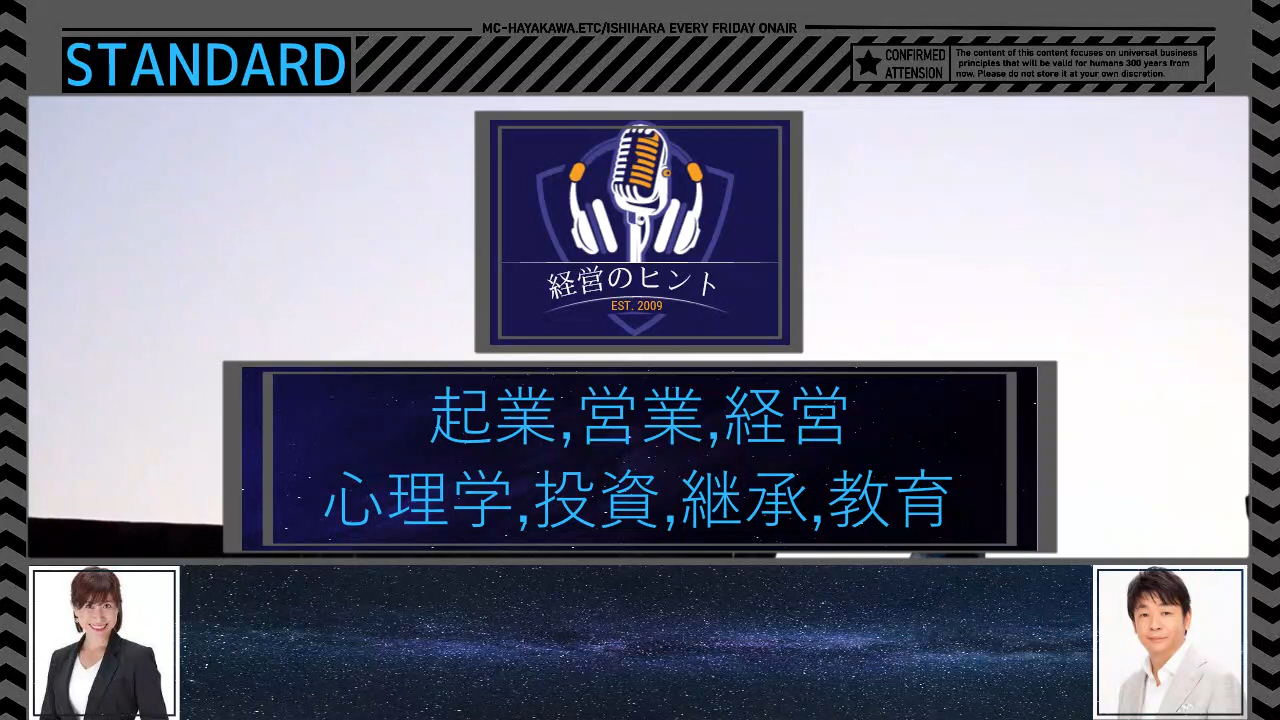 MC-HAYAKAWA.ETC/ISHIHARA EVERY FRIDAY ONAIR
STANDARD
CONFIRMED
ATTENSION
The content of this content focuses on universal business
principles that will be valid for humans 300 years from
now. Please do not store it at your own discretion.
経営のヒント
EST. 2009
起業,営業,経営
心理学,投資,継承,教育